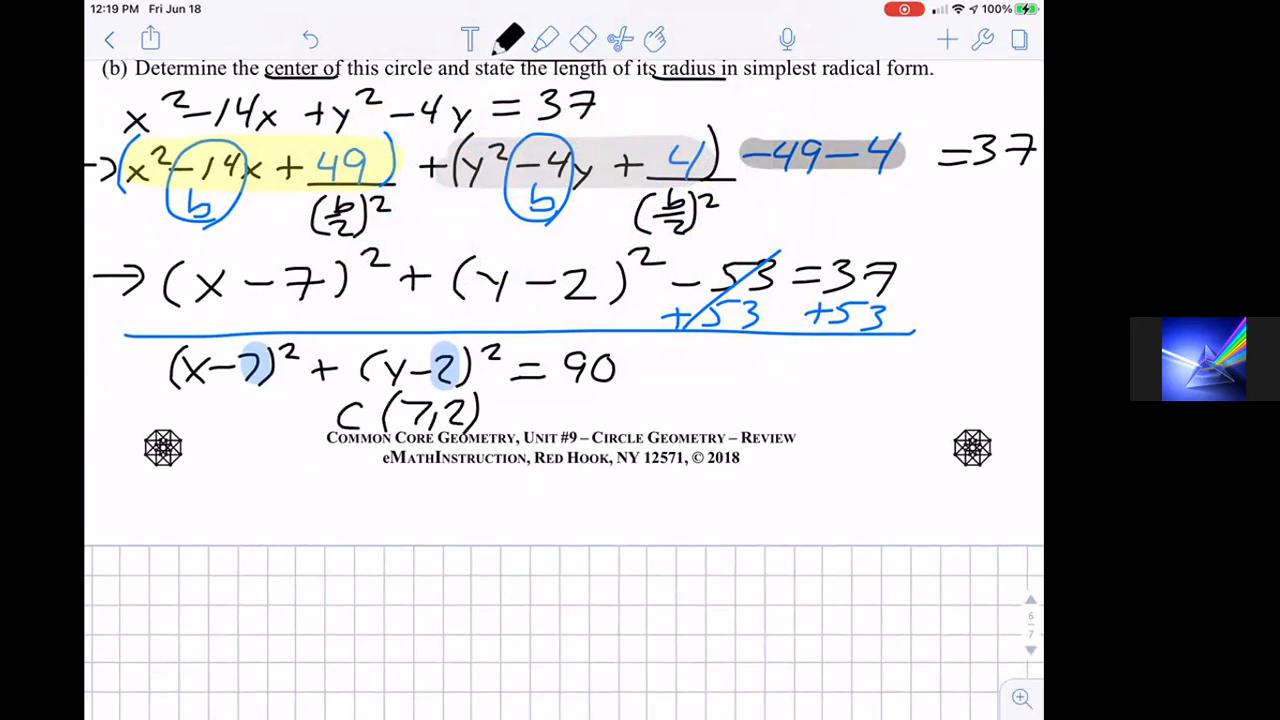 12:19 PM Fri Jun 18
100%
(b) Determine the center of this circle and state the length of its radius in simplest radical form.
x² - 14x + y² - 4y = 37
→ (x² - 14x + 49) + (y² - 4y + 4) - 49 - 4 = 37
b (b/2)² b (b/2)²
→ (x - 7)² + (y - 2)² - 53 = 37
+53 +53
(x - 7)² + (y - 2)² = 90
C (7,2)
COMMON CORE GEOMETRY, UNIT #9 – CIRCLE GEOMETRY – REVIEW
eMATHINSTRUCTION, RED HOOK, NY 12571, © 2018
6
7